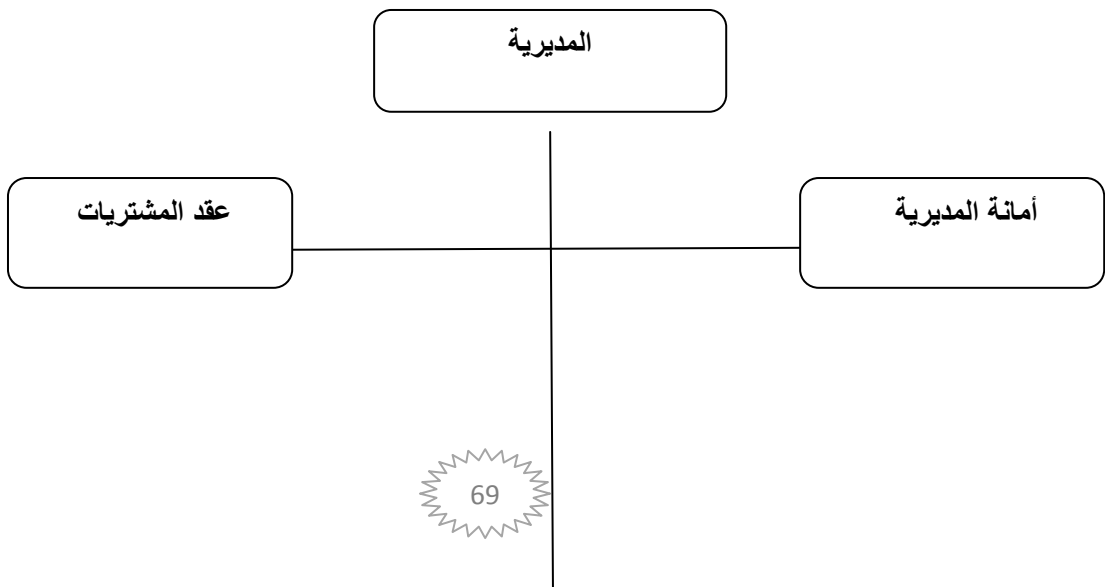 المديرية
أمانة المديرية
عقد المشتريات
69